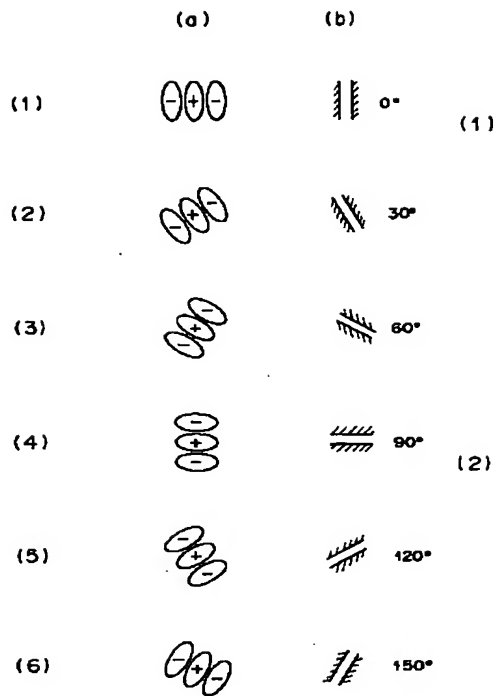 (a) (b)
(1) - + - 0° (1)
(2) - + - 30°
(3) - + - 60°
(4) - + - 90° (2)
(5) - + - 120°
(6) - + - 150°